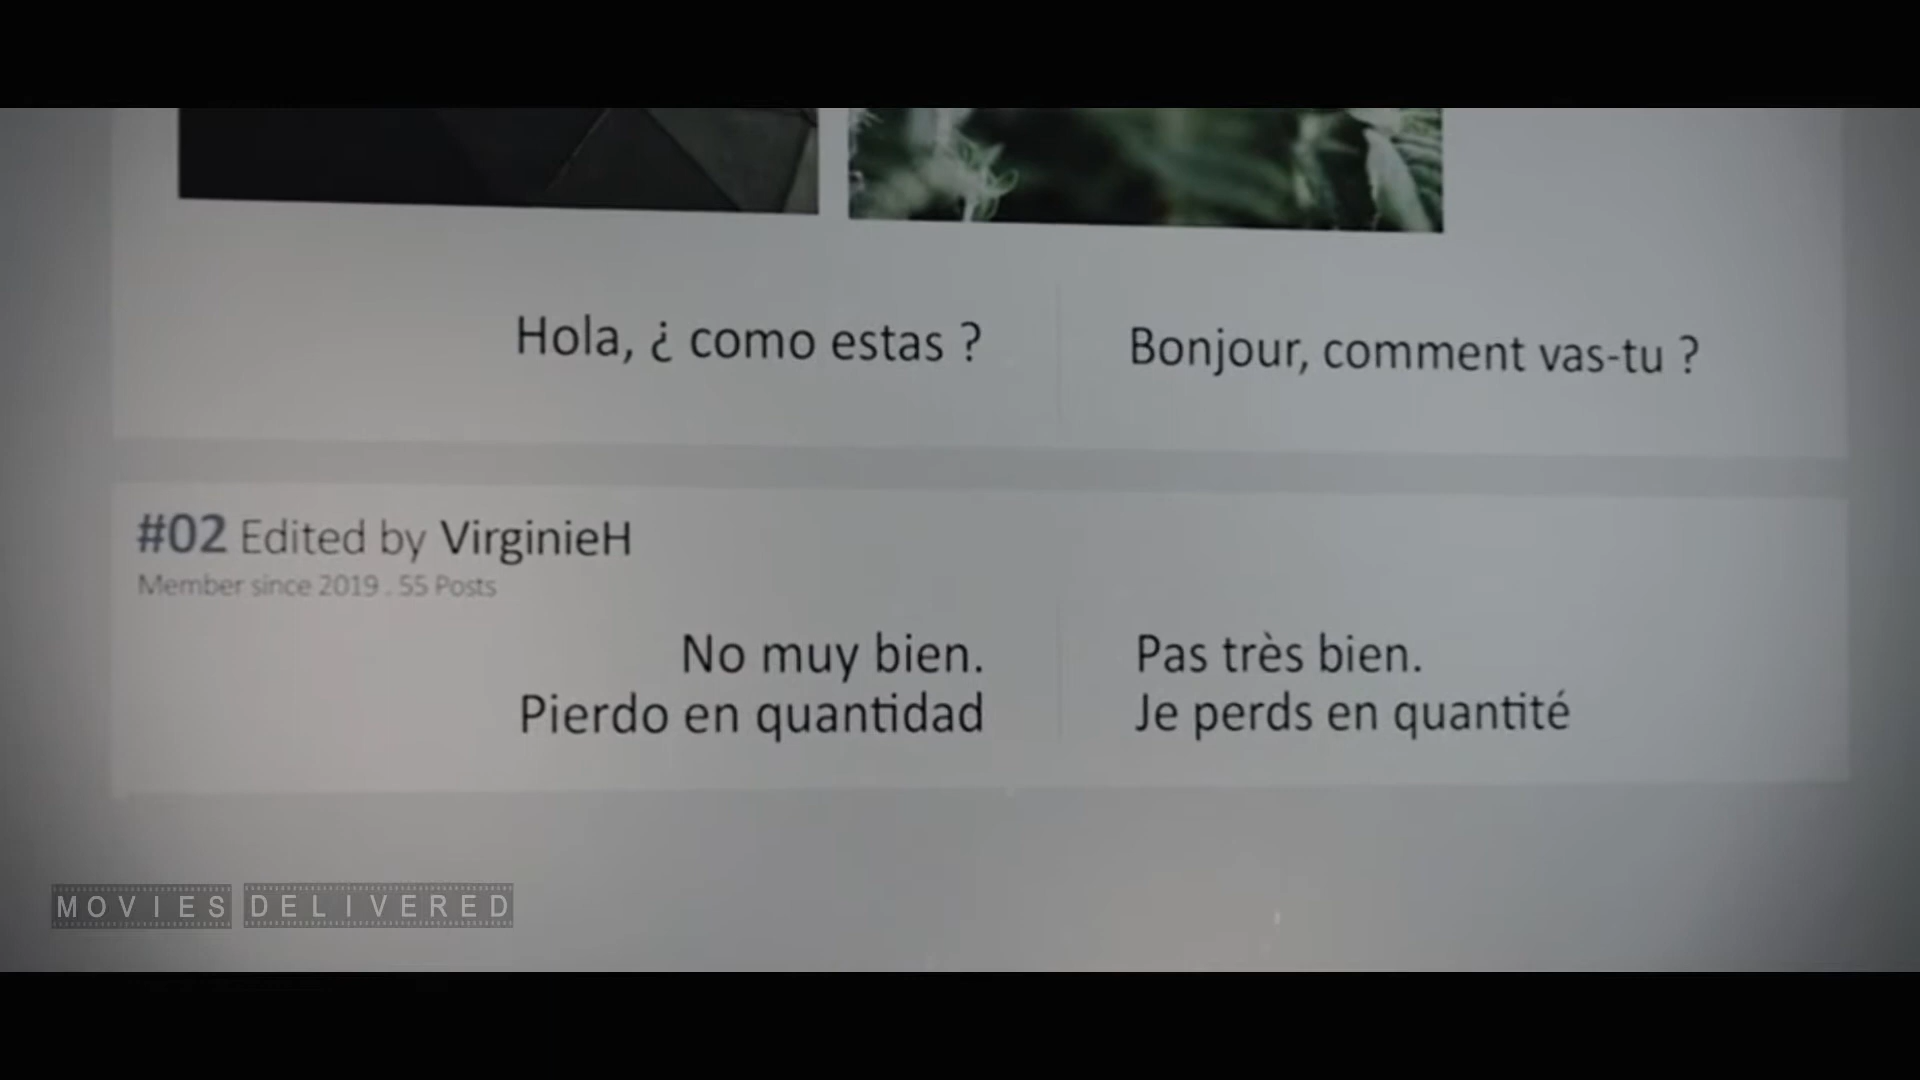 Hola, ¿ como estas ?
Bonjour, comment vas-tu ?
#02 Edited by VirginieH
Member since 2019 . 55 Posts
No muy bien.
Pierdo en quantidad
Pas très bien.
Je perds en quantité
MOVIES DELIVERED